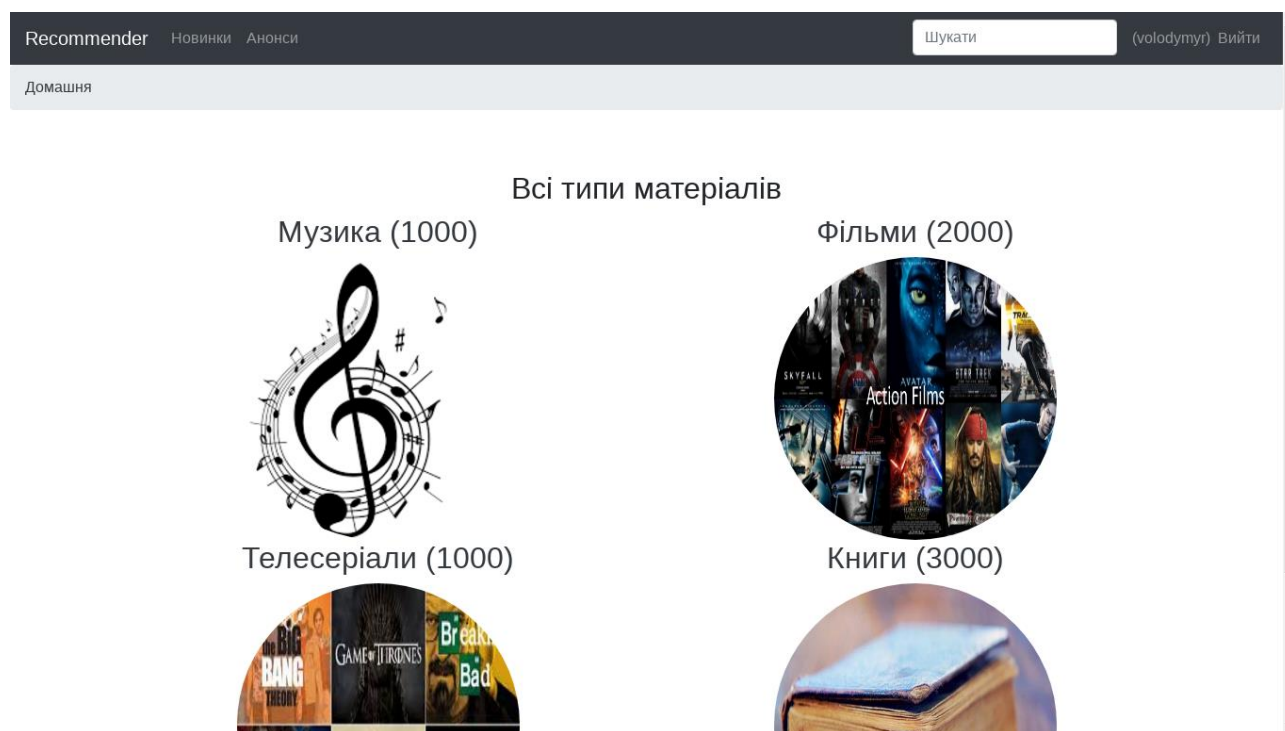 Recommender Новинки Анонси Шукати (volodymyr) Вийти
Домашня
Всі типи матеріалів
Музика (1000)
Фільми (2000)
SKYFALL
AVATAR
STAR TREK
Action Films
Телесеріали (1000)
Книги (3000)
the BIG
BANG
THEORY
GAME OF THRONES
Breaking
Bad